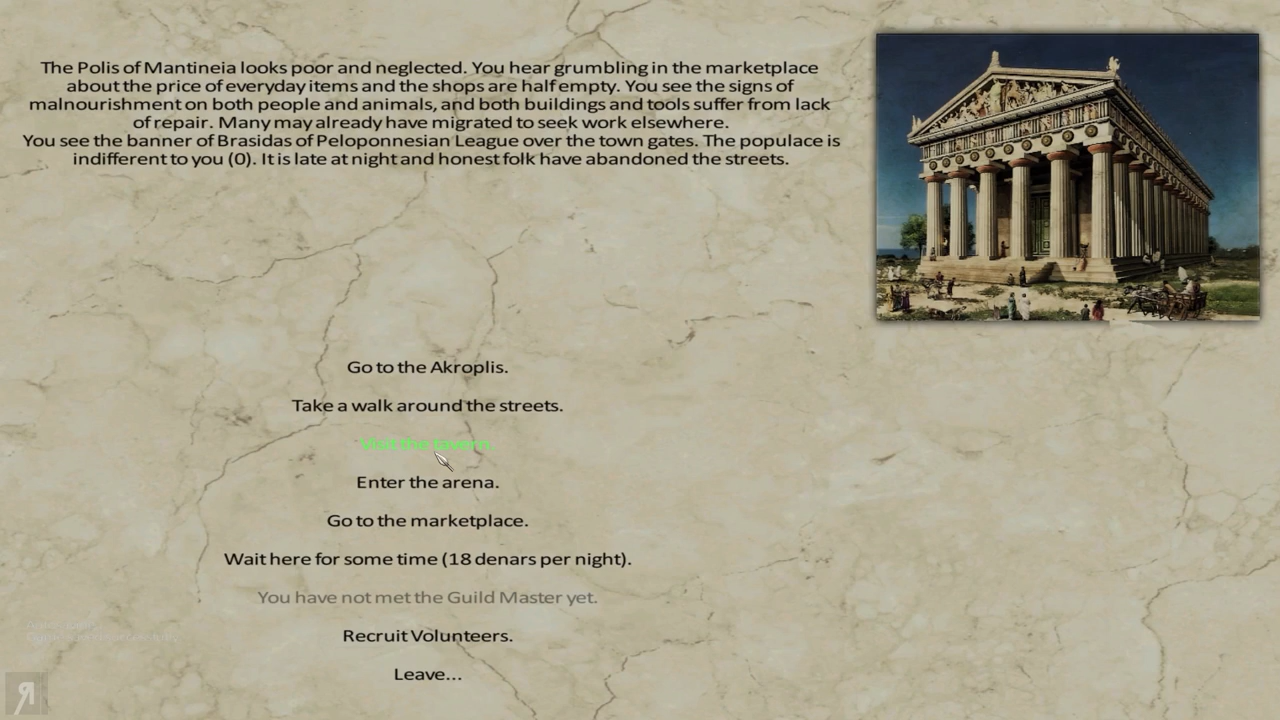 The Polis of Mantineia looks poor and neglected. You hear grumbling in the marketplace
about the price of everyday items and the shops are half empty. You see the signs of
malnourishment on both people and animals, and both buildings and tools suffer from lack
of repair. Many may already have migrated to seek work elsewhere.
You see the banner of Brasidas of Peloponnesian League over the town gates. The populace is
indifferent to you (0). It is late at night and honest folk have abandoned the streets.
Go to the Akroplis.
Take a walk around the streets.
Visit the tavern.
Enter the arena.
Go to the marketplace.
Wait here for some time (18 denars per night).
You have not met the Guild Master yet.
Recruit Volunteers.
Leave...